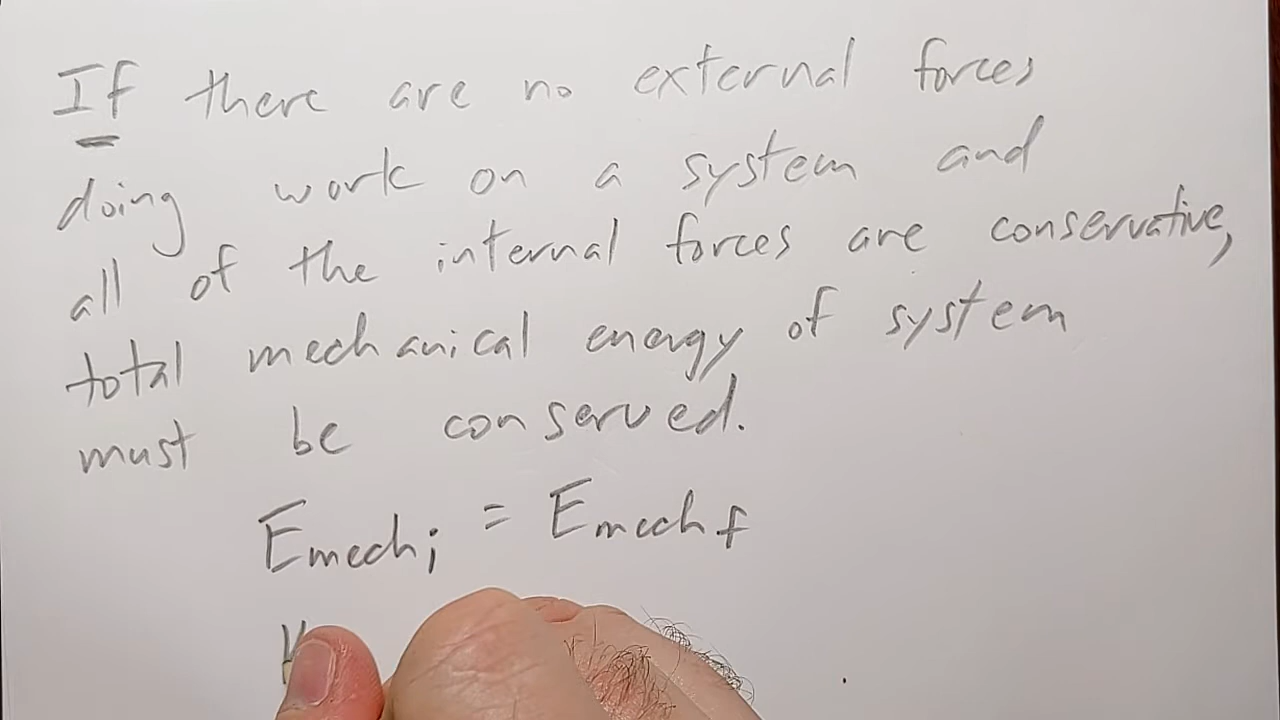 If there are no external forces
doing work on a system and
all of the internal forces are conservative,
total mechanical energy of system
must be conserved.
Emechi = Emechf